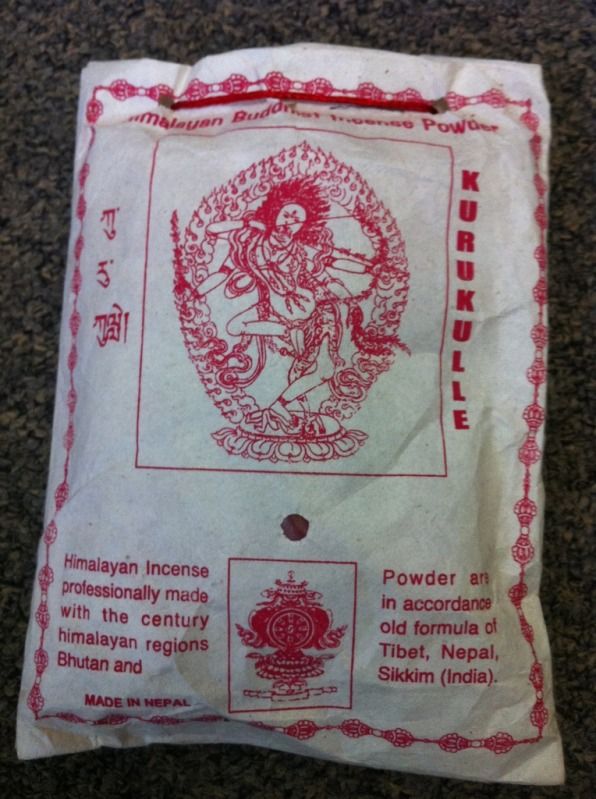 Himalayan Buddhist Incense Powder
ཀུ་
རུ་
ཀུལླེ།
KURUKULLE
Himalayan Incense
professionally made
with the century
himalayan regions
Bhutan and
Powder are
in accordance
old formula of
Tibet, Nepal,
Sikkim (India).
MADE IN NEPAL